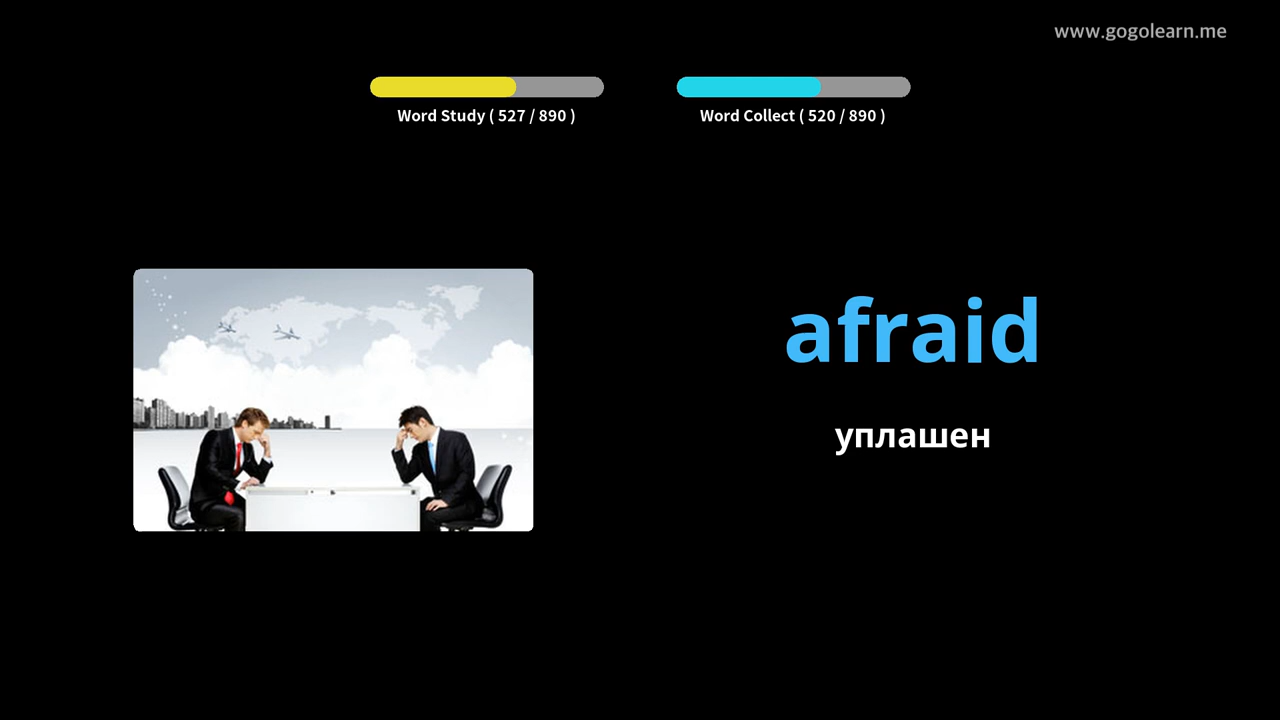 www.gogolearn.me
Word Study ( 527 / 890 )
Word Collect ( 520 / 890 )
afraid
уплашен